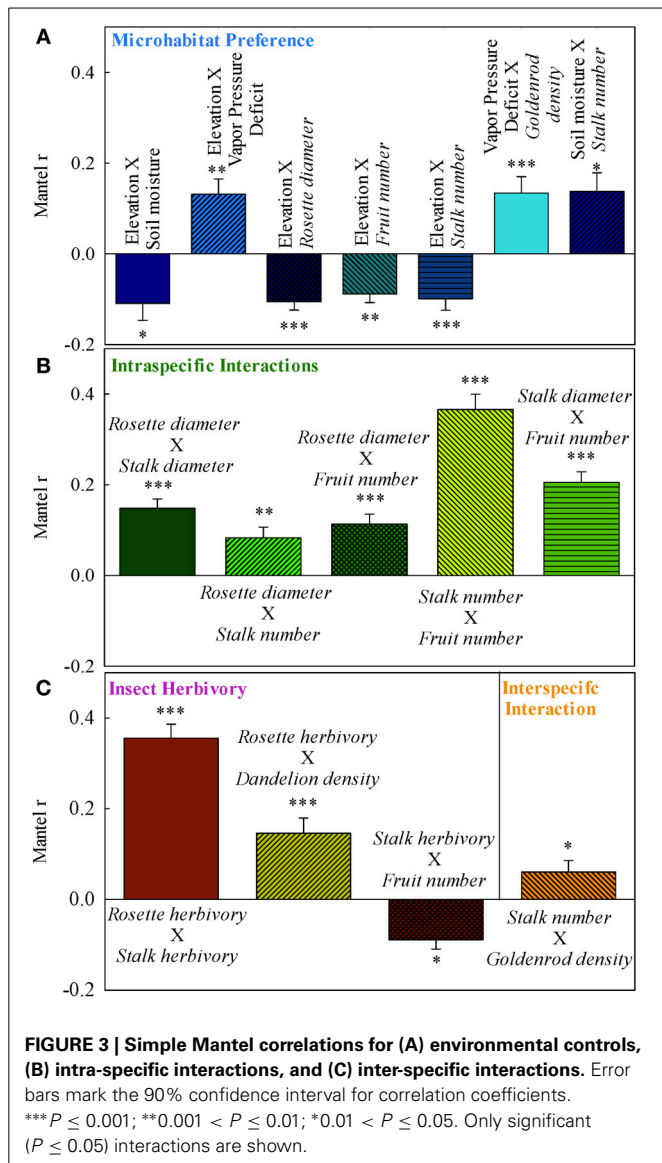 A
Microhabitat Preference
Mantel r
0.4
0.2
0.0
-0.2
Elevation X
Soil moisture
*
Elevation X
Vapor Pressure
Deficit
**
Elevation X
Rosette diameter
***
Elevation X
Fruit number
**
Elevation X
Stalk number
***
Vapor Pressure
Deficit X
Goldenrod
density
***
Soil moisture X
Stalk number
*
B
Intraspecific Interactions
Mantel r
0.4
0.2
0.0
-0.2
Rosette diameter
X
Stalk diameter
***
**
Rosette diameter
X
Stalk number
Rosette diameter
X
Fruit number
***
***
Stalk number
X
Fruit number
Stalk diameter
X
Fruit number
***
C
Insect Herbivory
Mantel r
0.4
0.2
0.0
-0.2
***
Rosette herbivory
X
Stalk herbivory
Rosette herbivory
X
Dandelion density
***
Stalk herbivory
X
Fruit number
*
Interspecifc
Interaction
*
Stalk number
X
Goldenrod density
FIGURE 3 | Simple Mantel correlations for (A) environmental controls,
(B) intra-specific interactions, and (C) inter-specific interactions. Error
bars mark the 90% confidence interval for correlation coefficients.
***P ≤ 0.001; **0.001 < P ≤ 0.01; *0.01 < P ≤ 0.05. Only significant
(P ≤ 0.05) interactions are shown.